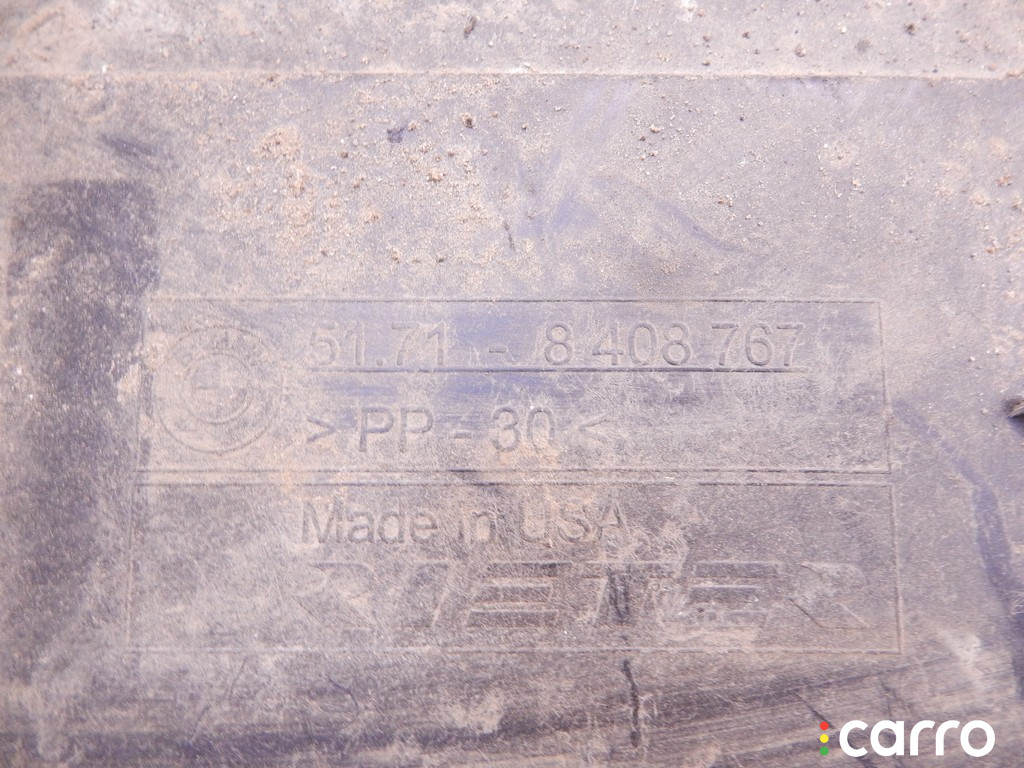 51.71 - 8 408 767
> PP - 30 <
Made in USA
RIETER
carro